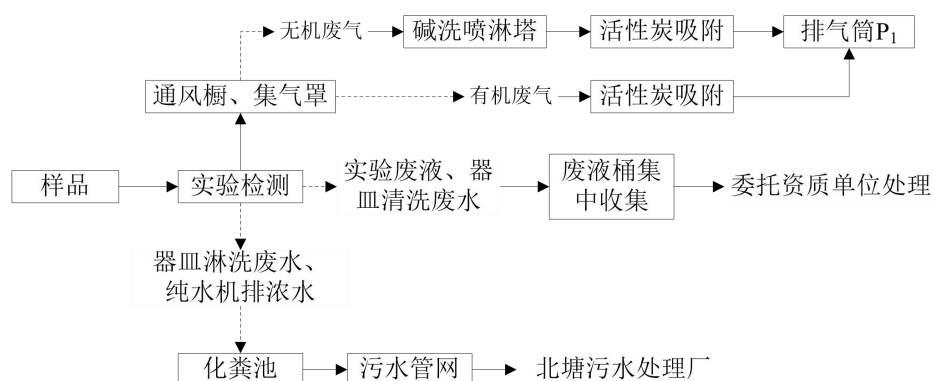 无机废气
碱洗喷淋塔
活性炭吸附
排气筒P₁
通风橱、集气罩
有机废气
活性炭吸附
样品
实验检测
实验废液、器
皿清洗废水
废液桶集
中收集
委托资质单位处理
器皿淋洗废水、
纯水机排浓水
化粪池
污水管网
北塘污水处理厂